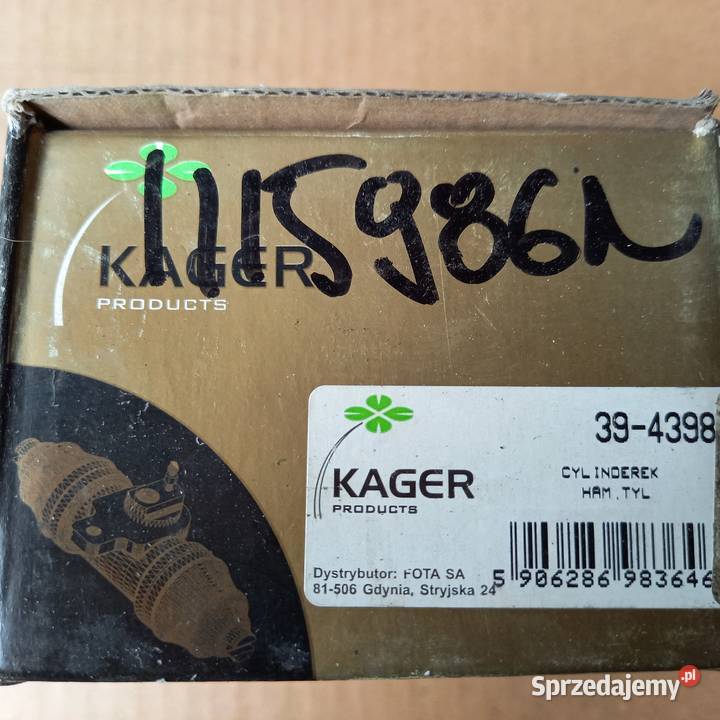 1115986N
KAGER
PRODUCTS
39-4398
KAGER
PRODUCTS
CYLINDEREK
HAM.TYL
Dystrybutor: FOTA SA
81-506 Gdynia, Stryjska 24
5 906286 983646
Sprzedajemy.pl